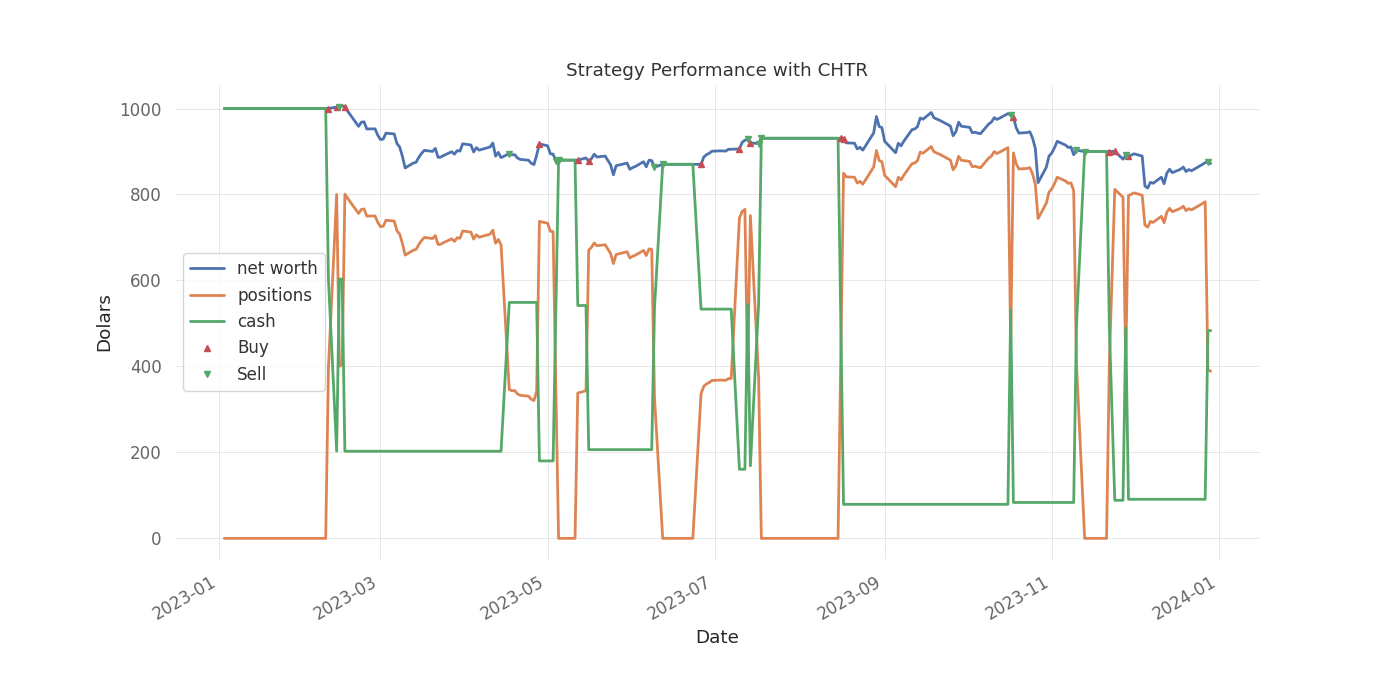 Strategy Performance with CHTR
1000
800
600
400
200
0
Dolars
net worth
positions
cash
Buy
Sell
2023-01
2023-03
2023-05
2023-07
2023-09
2023-11
2024-01
Date